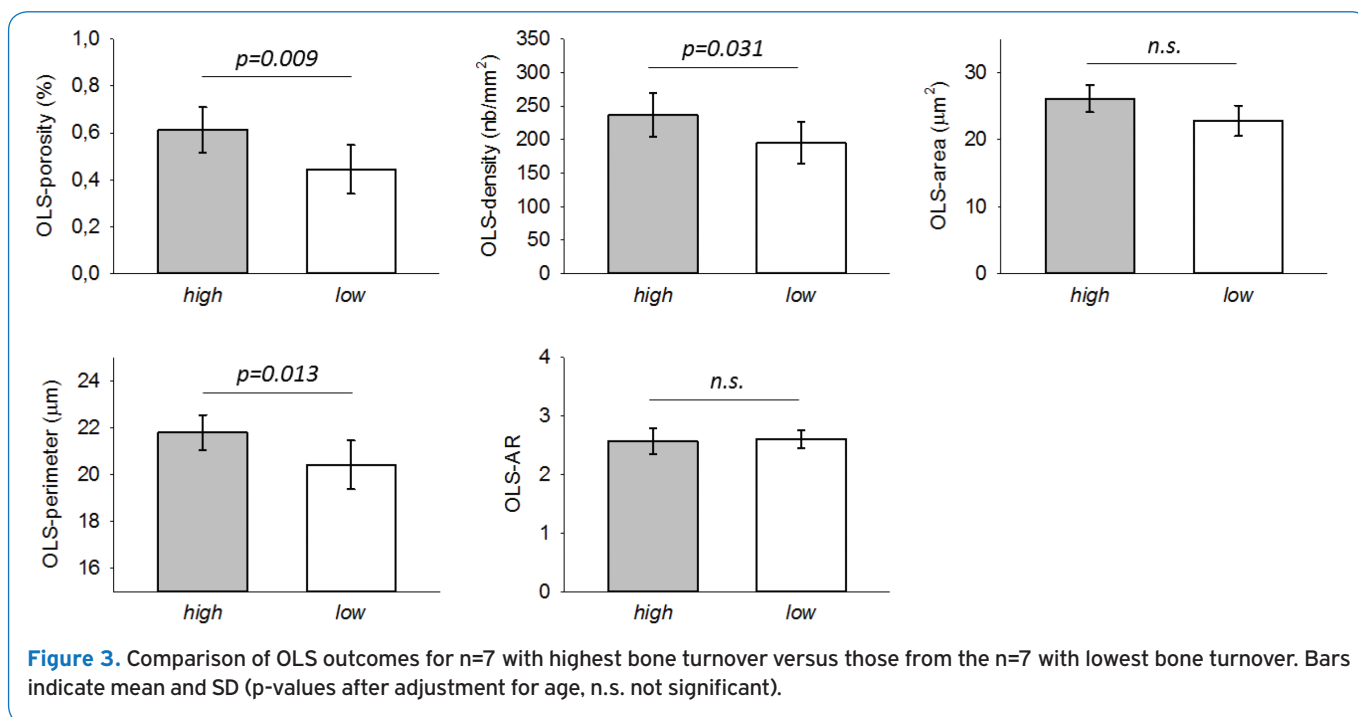 OLS-porosity (%)
1,0
0,8
0,6
0,4
0,2
0,0
p=0.009
high
low
OLS-density (nb/mm²)
350
300
250
200
150
100
50
0
p=0.031
high
low
OLS-area (μm²)
30
20
10
0
n.s.
high
low
OLS-perimeter (μm)
24
22
20
18
16
p=0.013
high
low
OLS-AR
4
3
2
1
0
n.s.
high
low
Figure 3. Comparison of OLS outcomes for n=7 with highest bone turnover versus those from the n=7 with lowest bone turnover. Bars
indicate mean and SD (p-values after adjustment for age, n.s. not significant).